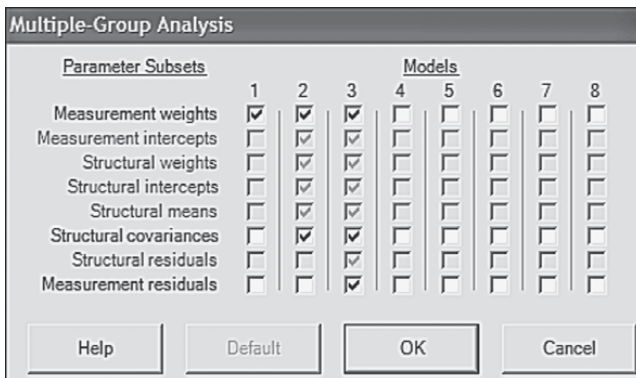 Multiple-Group Analysis
Parameter Subsets Models
1 2 3 4 5 6 7 8
Measurement weights
Measurement intercepts
Structural weights
Structural intercepts
Structural means
Structural covariances
Structural residuals
Measurement residuals
Help Default OK Cancel